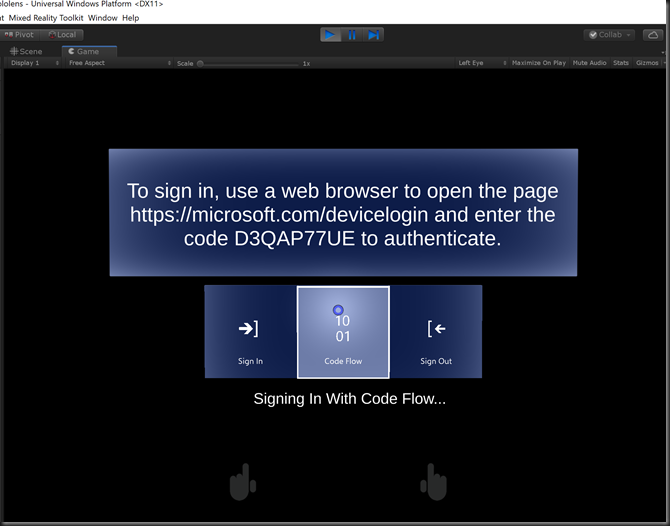 ololens - Universal Windows Platform <DX11>
nt Mixed Reality Toolkit Window Help
Pivot Local Collab
Scene Game
Display 1 Free Aspect Scale 1x Left Eye Maximize On Play Mute Audio Stats Gizmos
To sign in, use a web browser to open the page
https://microsoft.com/devicelogin and enter the
code D3QAP77UE to authenticate.
10
01
Sign In Code Flow Sign Out
Signing In With Code Flow...